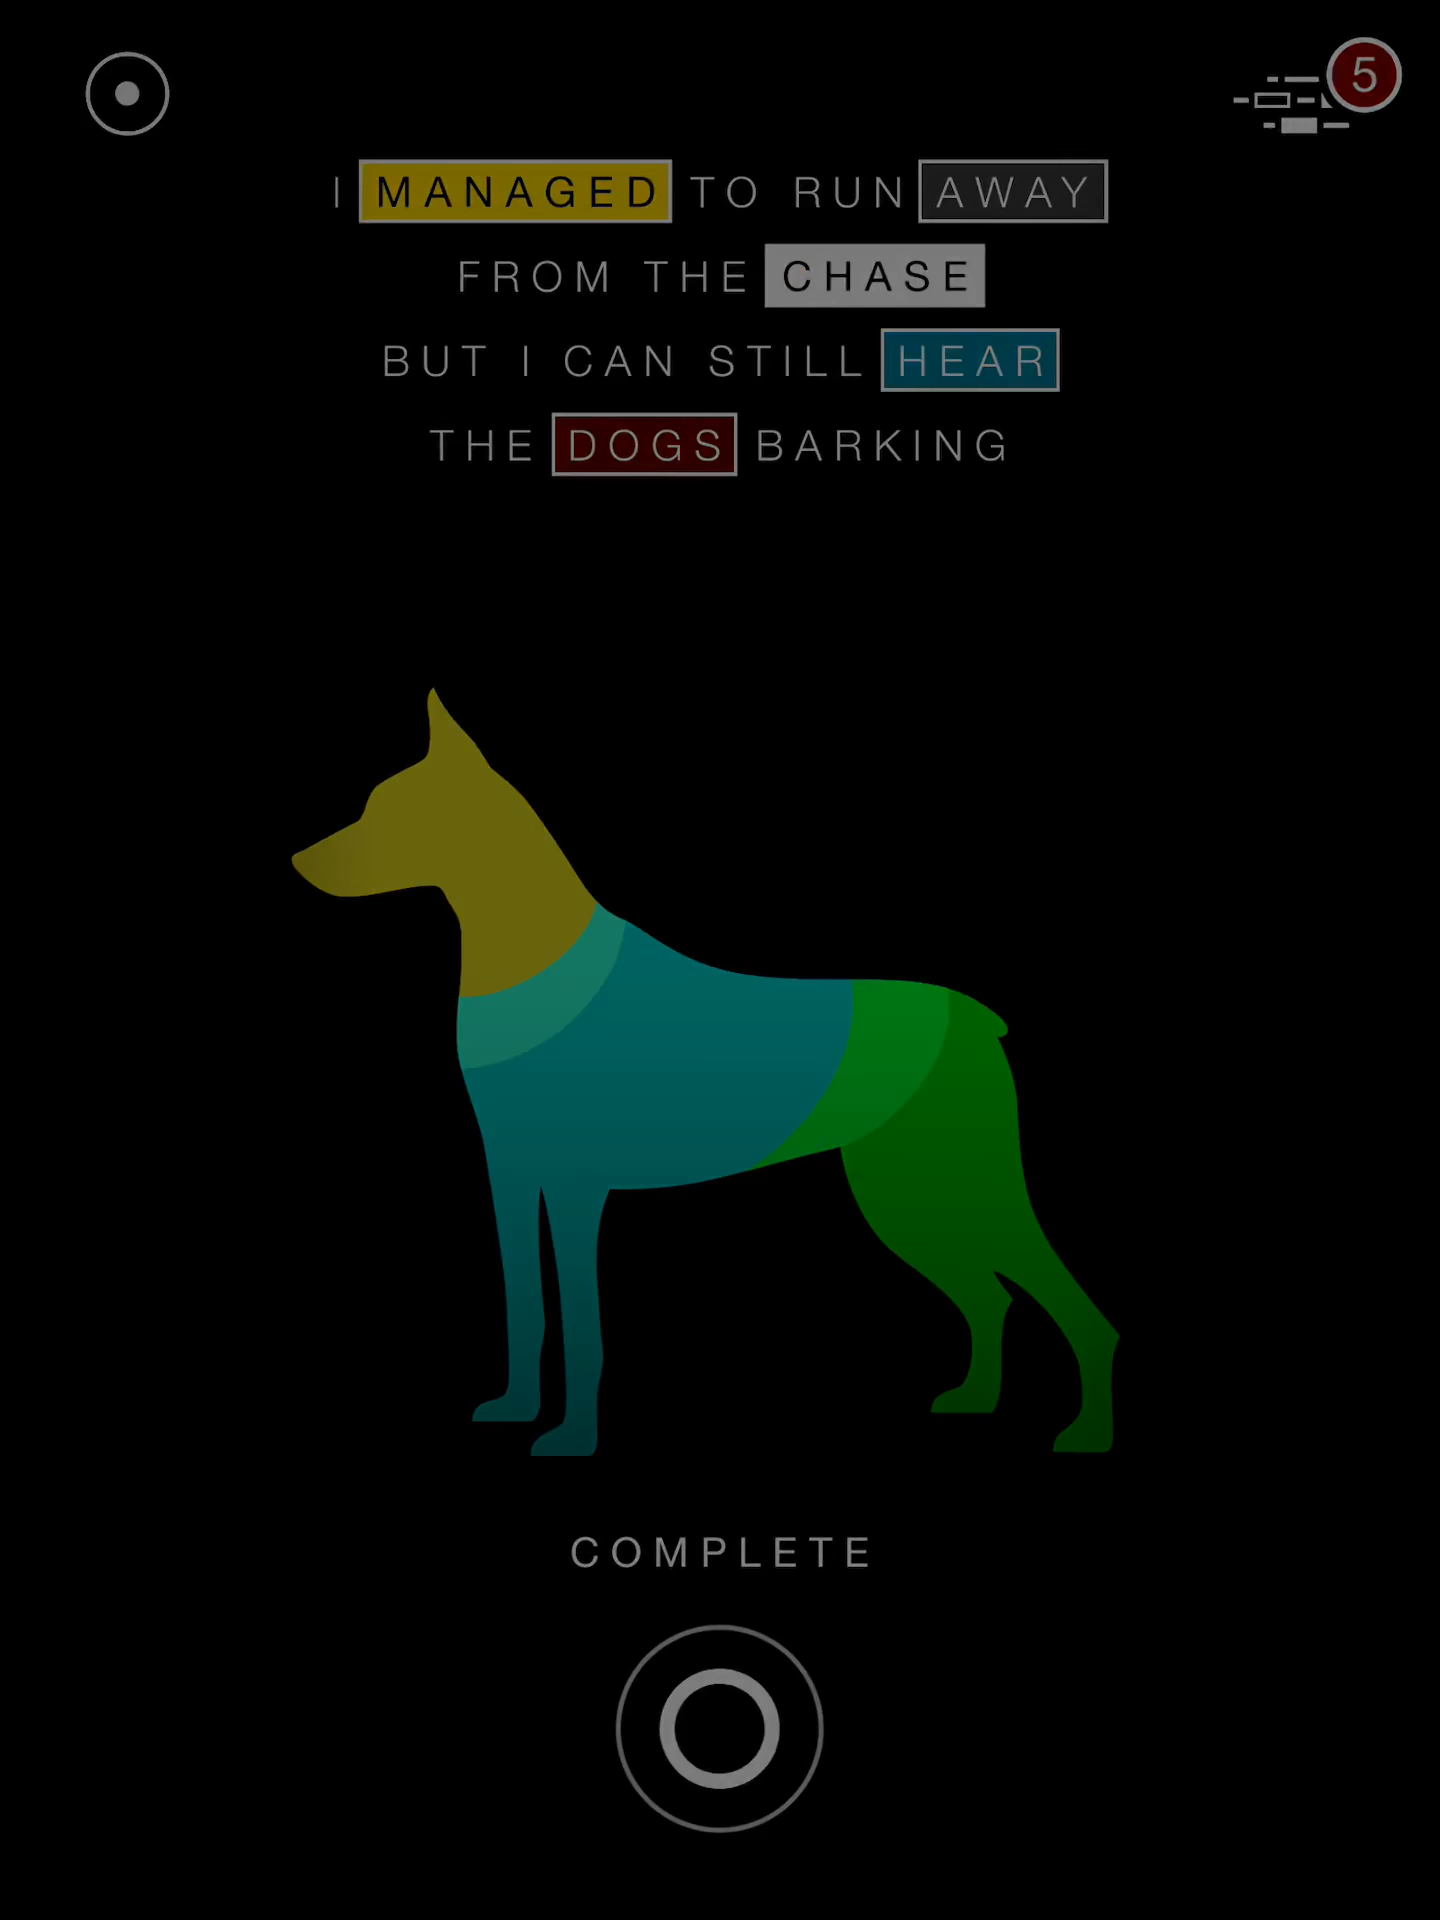 5
I MANAGED TO RUN AWAY
FROM THE CHASE
BUT I CAN STILL HEAR
THE DOGS BARKING
COMPLETE